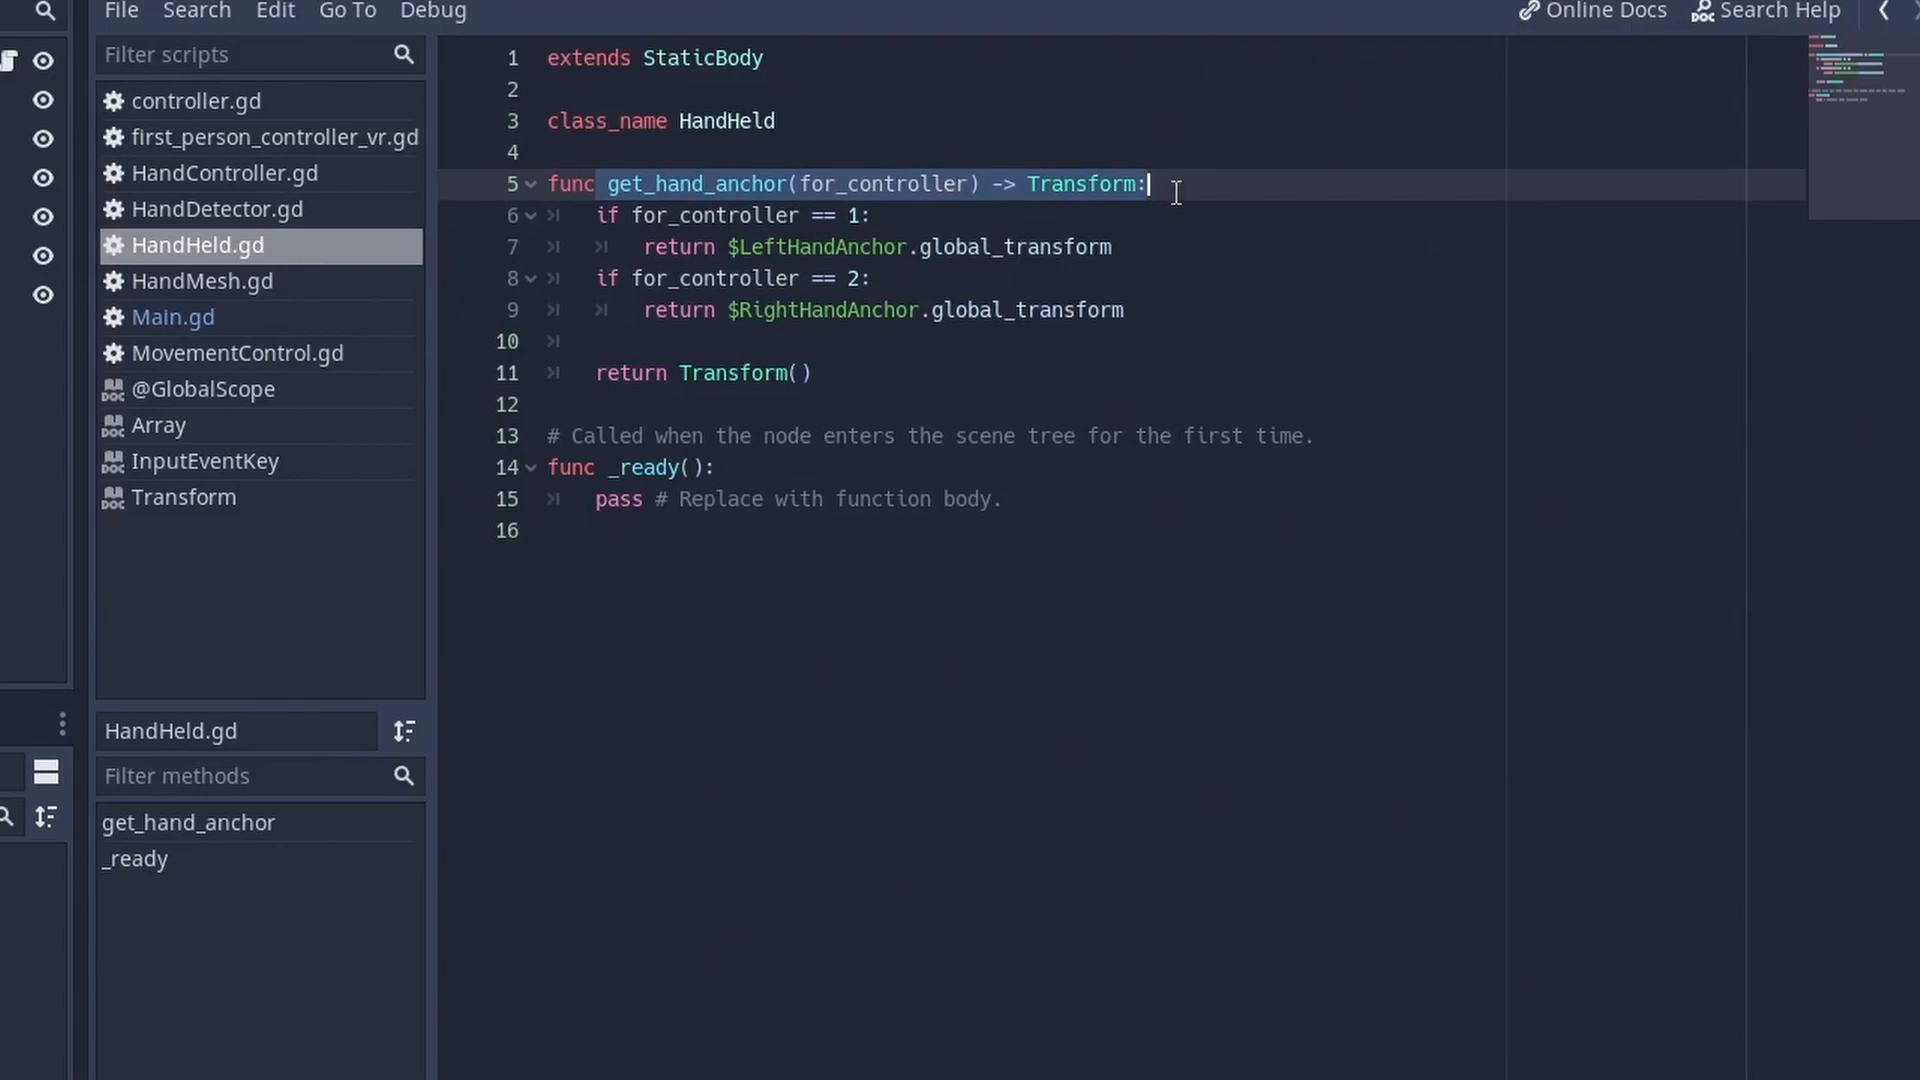 File Search Edit Go To Debug
Online Docs Search Help
Filter scripts
controller.gd
first_person_controller_vr.gd
HandController.gd
HandDetector.gd
HandHeld.gd
HandMesh.gd
Main.gd
MovementControl.gd
DOC @GlobalScope
DOC Array
DOC InputEventKey
DOC Transform
HandHeld.gd
Filter methods
get_hand_anchor
_ready
1 extends StaticBody
2
3 class_name HandHeld
4
5 func get_hand_anchor(for_controller) -> Transform:
6 if for_controller == 1:
7 return $LeftHandAnchor.global_transform
8 if for_controller == 2:
9 return $RightHandAnchor.global_transform
10
11 return Transform()
12
13 # Called when the node enters the scene tree for the first time.
14 func _ready():
15 pass # Replace with function body.
16